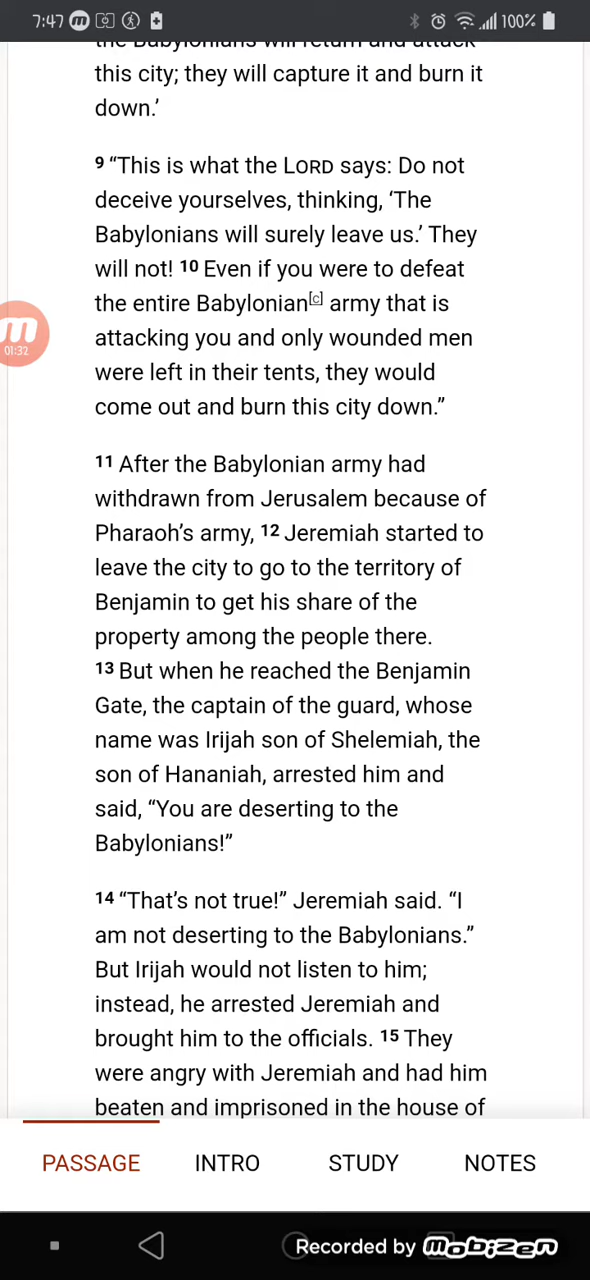 7:47 100%
the Babylonians will return and attack
this city; they will capture it and burn it
down.’
9 “This is what the LORD says: Do not
deceive yourselves, thinking, ‘The
Babylonians will surely leave us.’ They
will not! 10 Even if you were to defeat
the entire Babylonian[c] army that is
attacking you and only wounded men
were left in their tents, they would
come out and burn this city down.”
01:32
11 After the Babylonian army had
withdrawn from Jerusalem because of
Pharaoh’s army, 12 Jeremiah started to
leave the city to go to the territory of
Benjamin to get his share of the
property among the people there.
13 But when he reached the Benjamin
Gate, the captain of the guard, whose
name was Irijah son of Shelemiah, the
son of Hananiah, arrested him and
said, “You are deserting to the
Babylonians!”
14 “That’s not true!” Jeremiah said. “I
am not deserting to the Babylonians.”
But Irijah would not listen to him;
instead, he arrested Jeremiah and
brought him to the officials. 15 They
were angry with Jeremiah and had him
beaten and imprisoned in the house of
PASSAGE INTRO STUDY NOTES
Recorded by mobizen